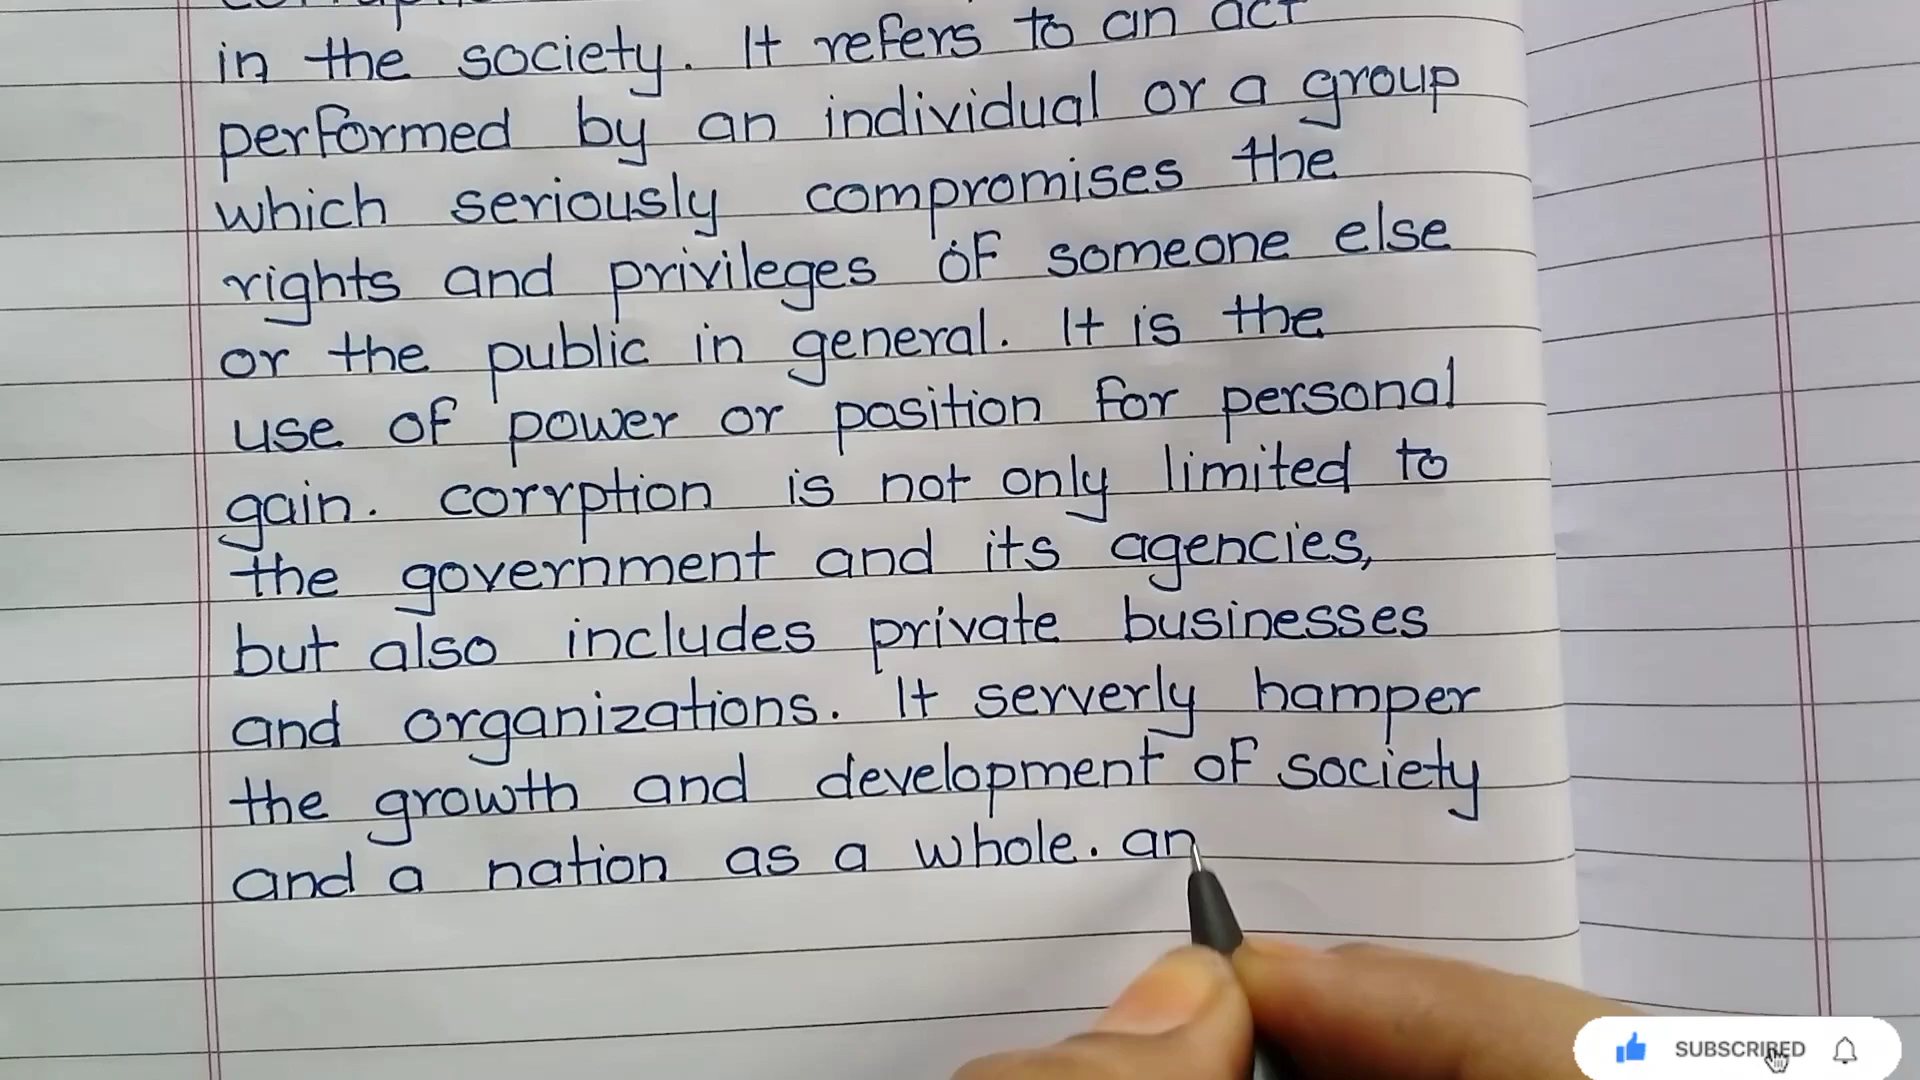 in the society. It refers to an act
performed by an individual or a group
which seriously compromises the
rights and privileges of someone else
or the public in general. It is the
use of power or position for personal
gain. corrption is not only limited to
the government and its agencies,
but also includes private businesses
and organizations. It serverly hamper
the growth and development of society
and a nation as a whole. an
SUBSCRIBED